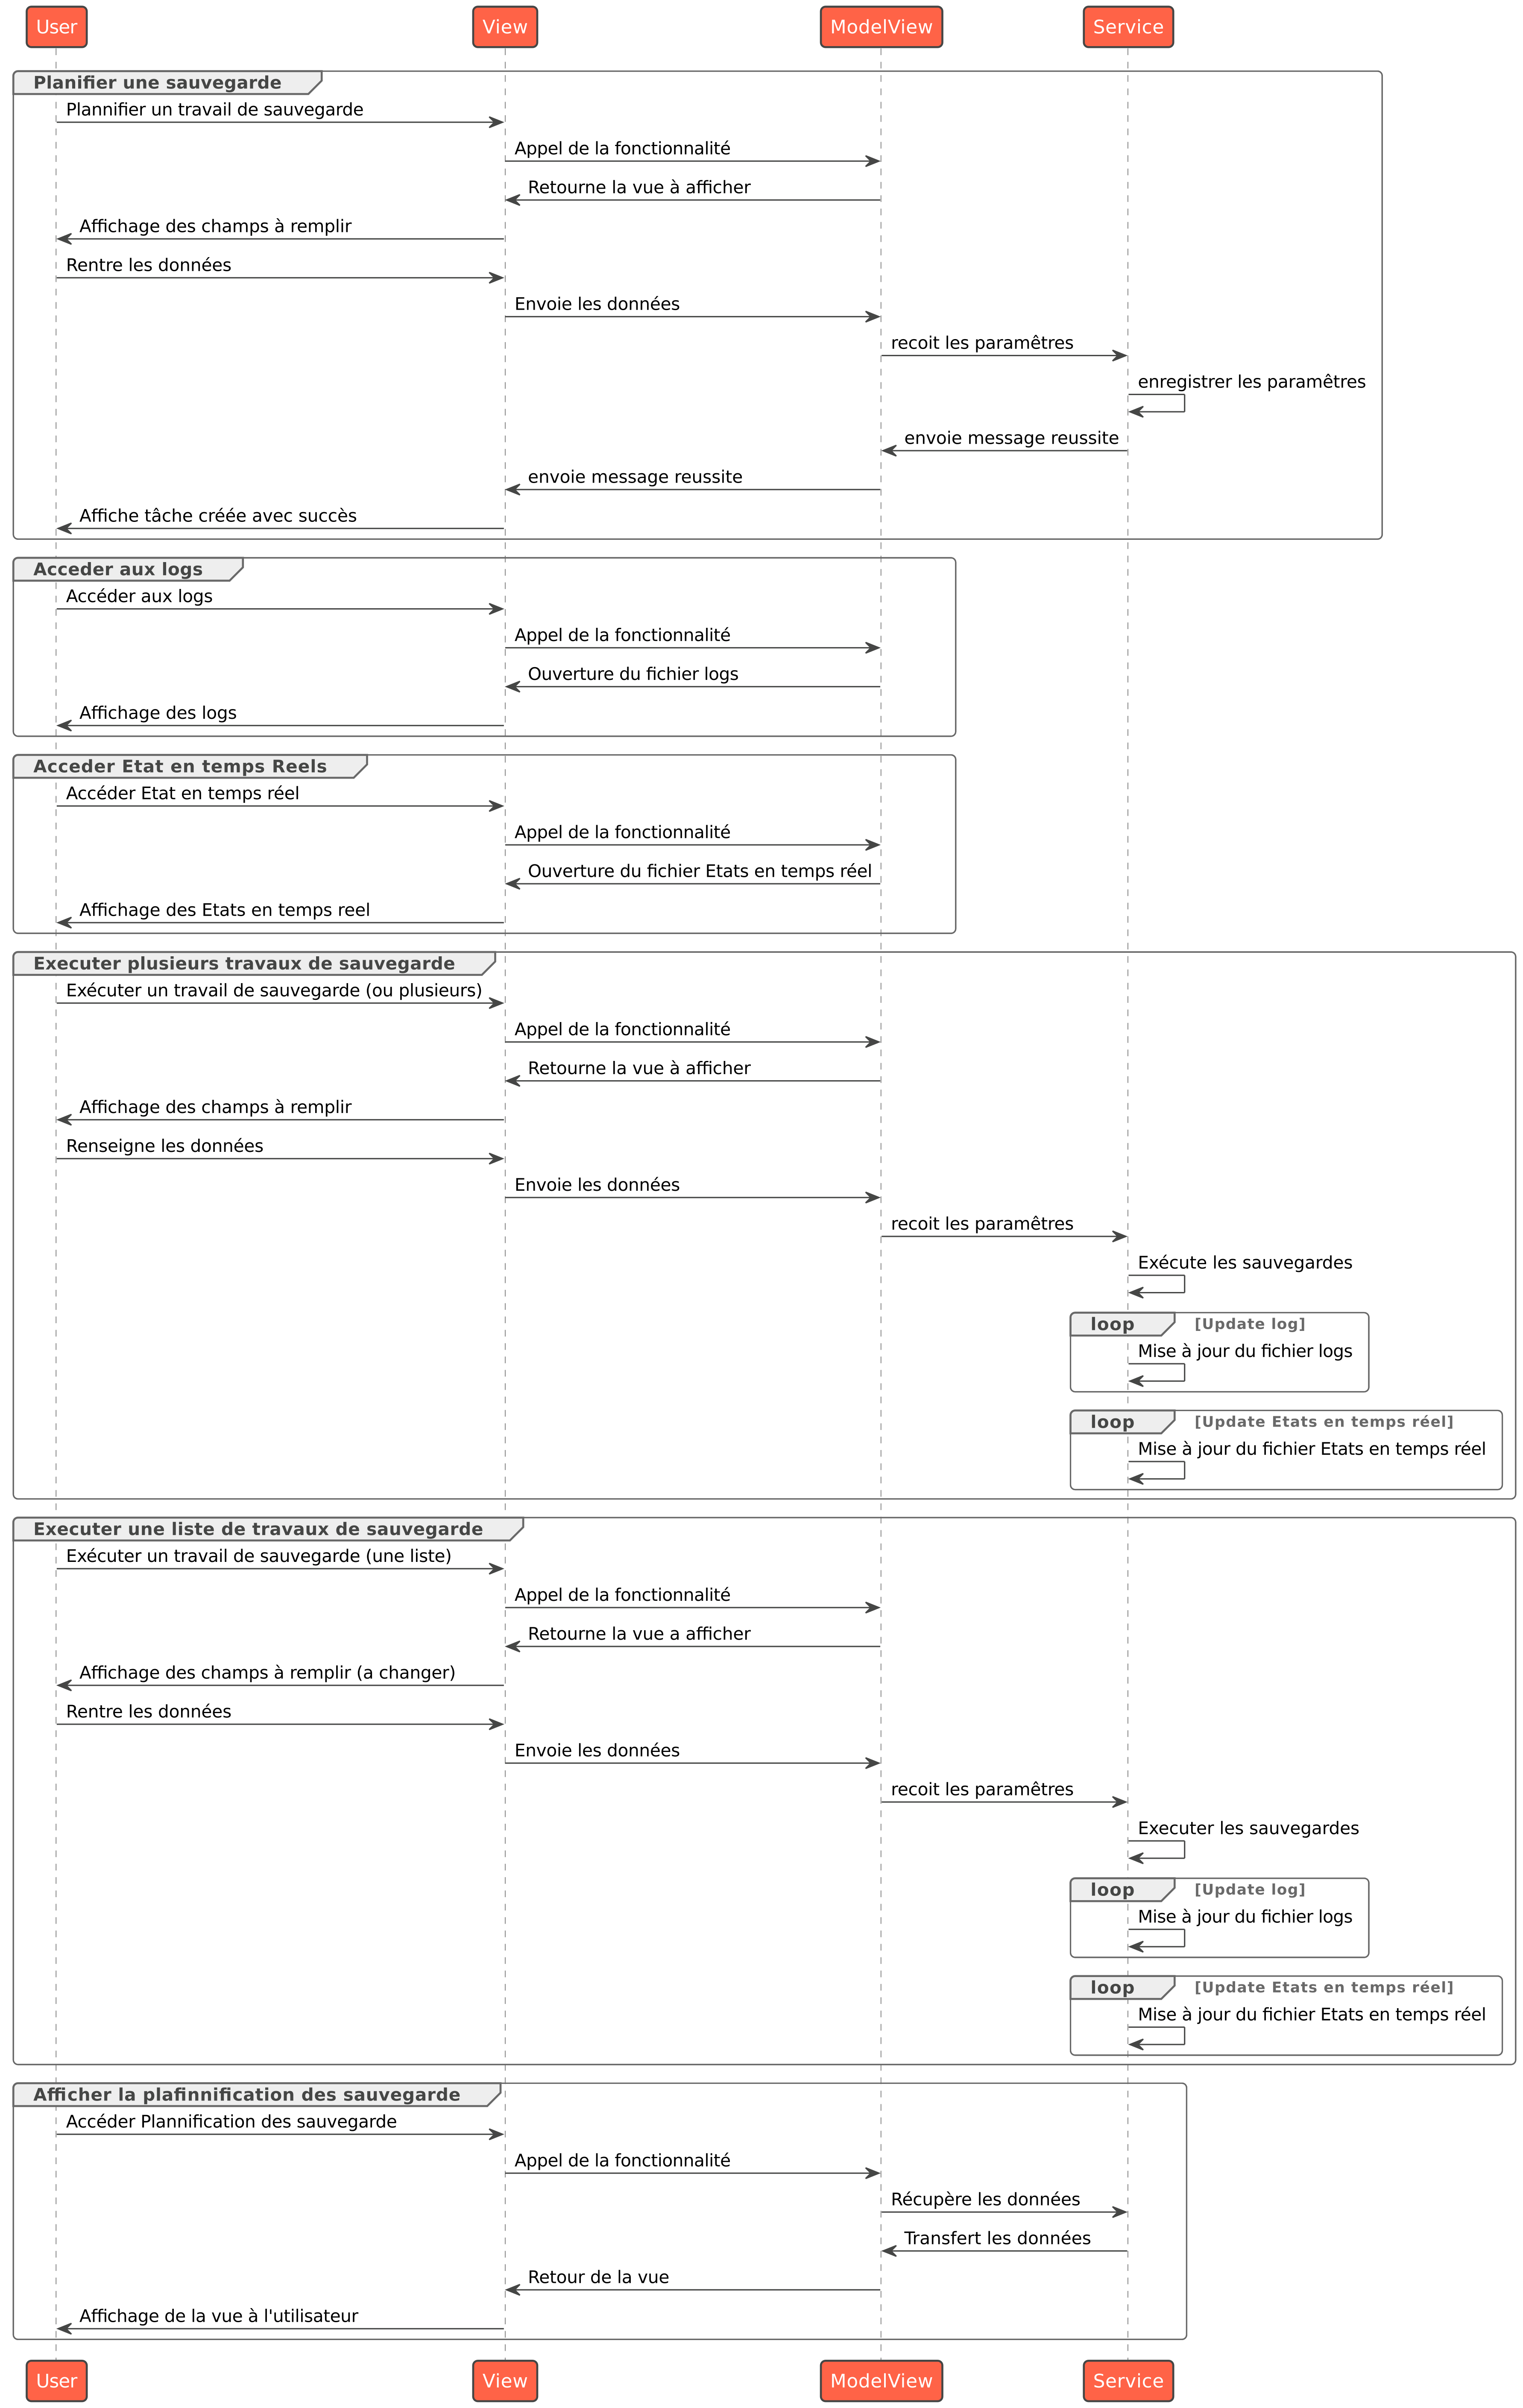 User View ModelView Service
Planifier une sauvegarde
Plannifier un travail de sauvegarde
Appel de la fonctionnalité
Retourne la vue à afficher
Affichage des champs à remplir
Rentre les données
Envoie les données
recoit les paramêtres
enregistrer les paramêtres
envoie message reussite
envoie message reussite
Affiche tâche créée avec succès
Acceder aux logs
Accéder aux logs
Appel de la fonctionnalité
Ouverture du fichier logs
Affichage des logs
Acceder Etat en temps Reels
Accéder Etat en temps réel
Appel de la fonctionnalité
Ouverture du fichier Etats en temps réel
Affichage des Etats en temps reel
Executer plusieurs travaux de sauvegarde
Exécuter un travail de sauvegarde (ou plusieurs)
Appel de la fonctionnalité
Retourne la vue à afficher
Affichage des champs à remplir
Renseigne les données
Envoie les données
recoit les paramêtres
Exécute les sauvegardes
loop [Update log]
Mise à jour du fichier logs
loop [Update Etats en temps réel]
Mise à jour du fichier Etats en temps réel
Executer une liste de travaux de sauvegarde
Exécuter un travail de sauvegarde (une liste)
Appel de la fonctionnalité
Retourne la vue a afficher
Affichage des champs à remplir (a changer)
Rentre les données
Envoie les données
recoit les paramêtres
Executer les sauvegardes
loop [Update log]
Mise à jour du fichier logs
loop [Update Etats en temps réel]
Mise à jour du fichier Etats en temps réel
Afficher la plafinnification des sauvegarde
Accéder Plannification des sauvegarde
Appel de la fonctionnalité
Récupère les données
Transfert les données
Retour de la vue
Affichage de la vue à l'utilisateur
User View ModelView Service